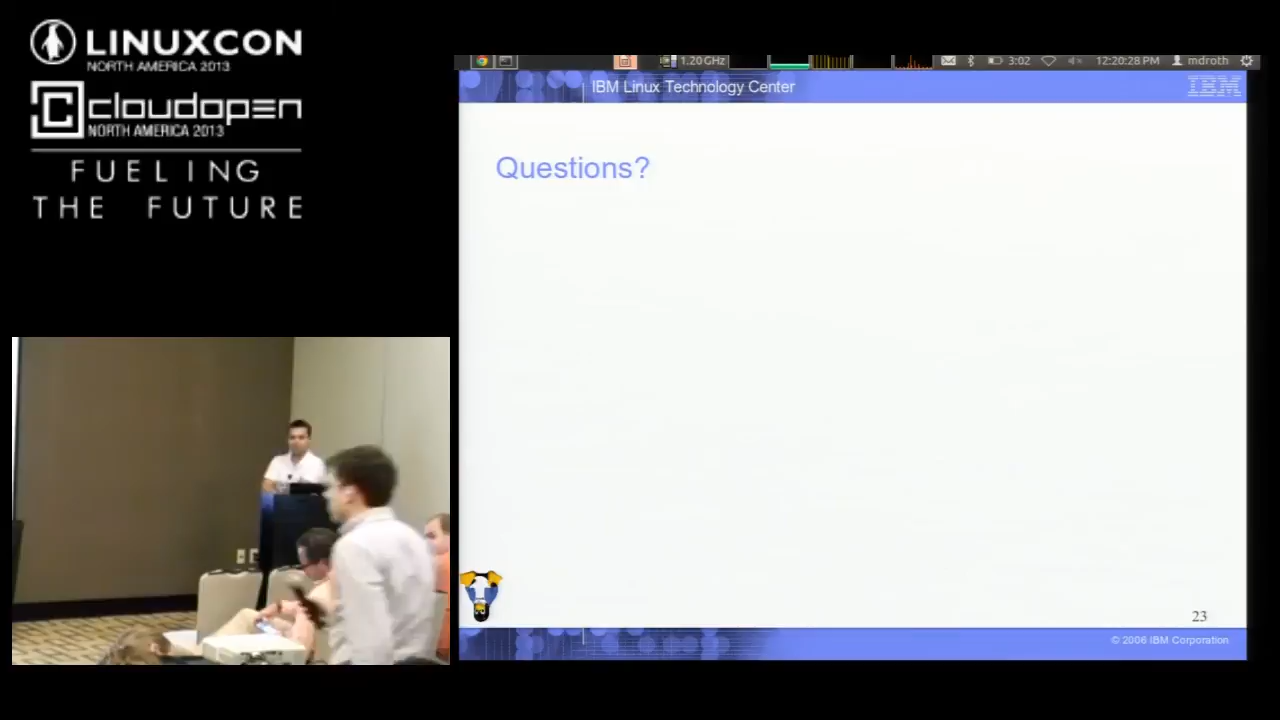 LINUXCON
NORTH AMERICA 2013
cloudopen
NORTH AMERICA 2013
FUELING
THE FUTURE
1.20 GHz
3:02
12:20:28 PM
mdroth
IBM Linux Technology Center
IBM
Questions?
23
© 2006 IBM Corporation